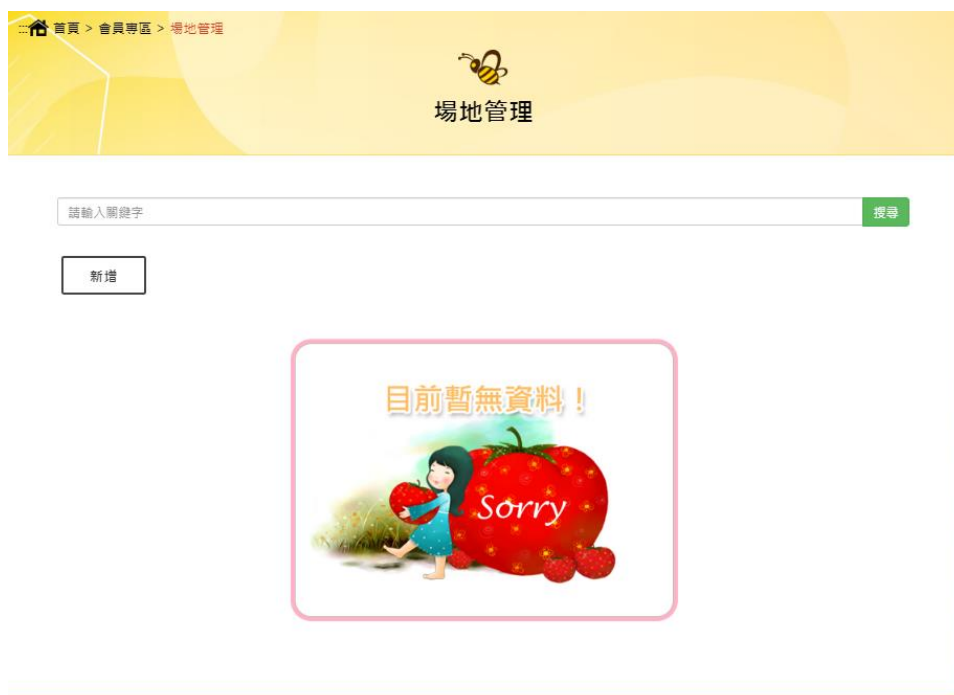 :::首頁 > 會員專區 > 場地管理
場地管理
請輸入關鍵字
搜尋
新增
目前暫無資料！
Sorry